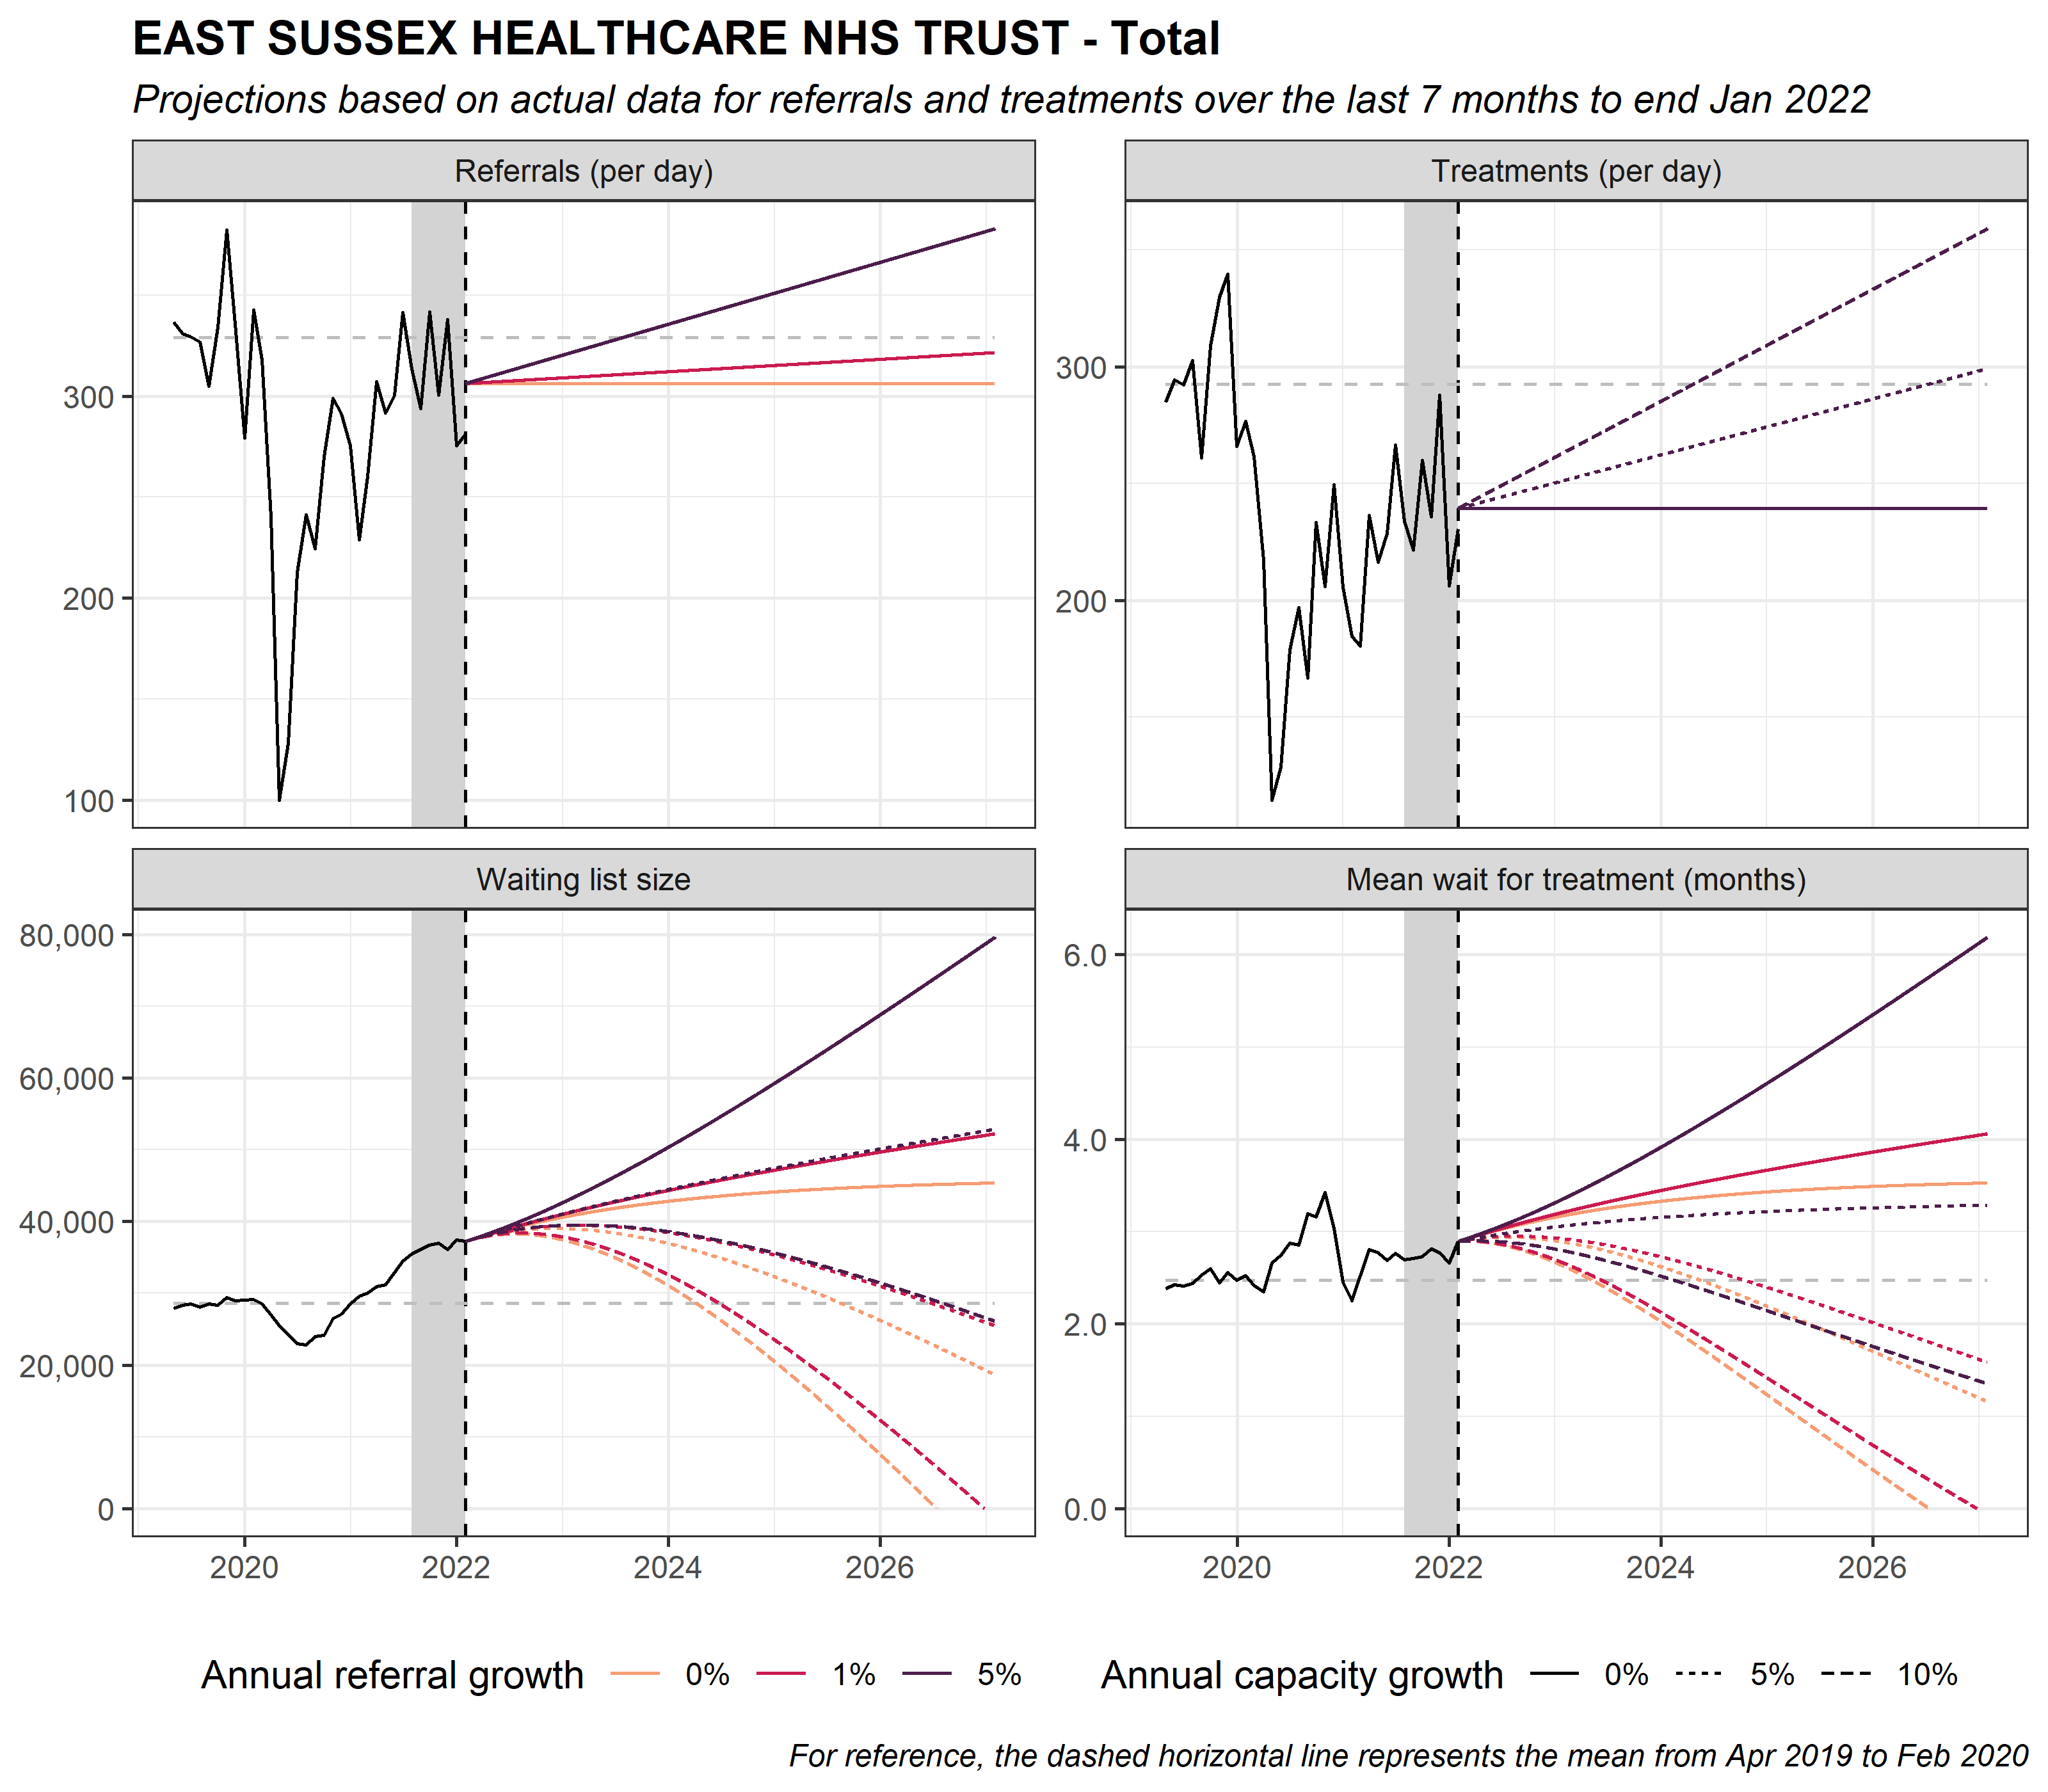 EAST SUSSEX HEALTHCARE NHS TRUST - Total
Projections based on actual data for referrals and treatments over the last 7 months to end Jan 2022
Referrals (per day)
300
200
100
Treatments (per day)
300
200
Waiting list size
80,000
60,000
40,000
20,000
0
2020 2022 2024 2026
Mean wait for treatment (months)
6.0
4.0
2.0
0.0
2020 2022 2024 2026
Annual referral growth 0% 1% 5%
Annual capacity growth 0% 5% 10%
For reference, the dashed horizontal line represents the mean from Apr 2019 to Feb 2020